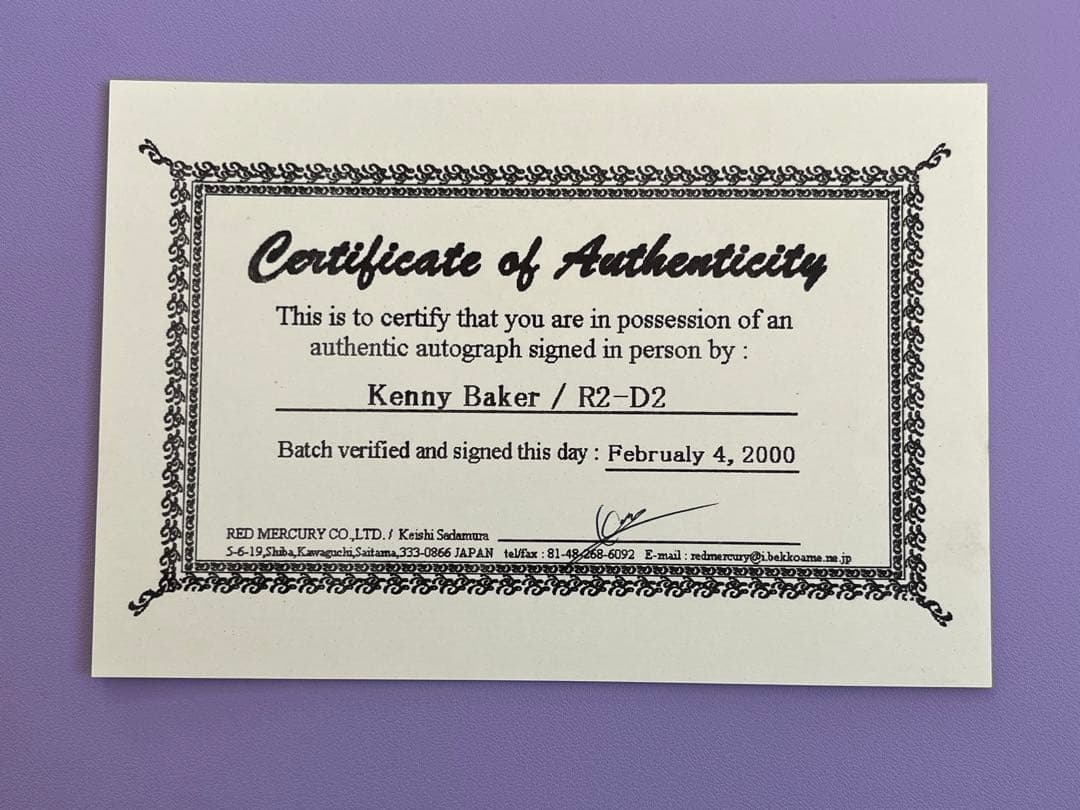 Certificate of Authenticity
This is to certify that you are in possession of an
authentic autograph signed in person by :
Kenny Baker / R2-D2
Batch verified and signed this day : Februaly 4, 2000
RED MERCURY CO.,LTD. / Keishi Sadamura
5-6-19,Shiba,Kawaguchi,Saitama,333-0866 JAPAN tel/fax : 81-48-268-6092 E-mail : redmercury@i.bekkoame.ne.jp